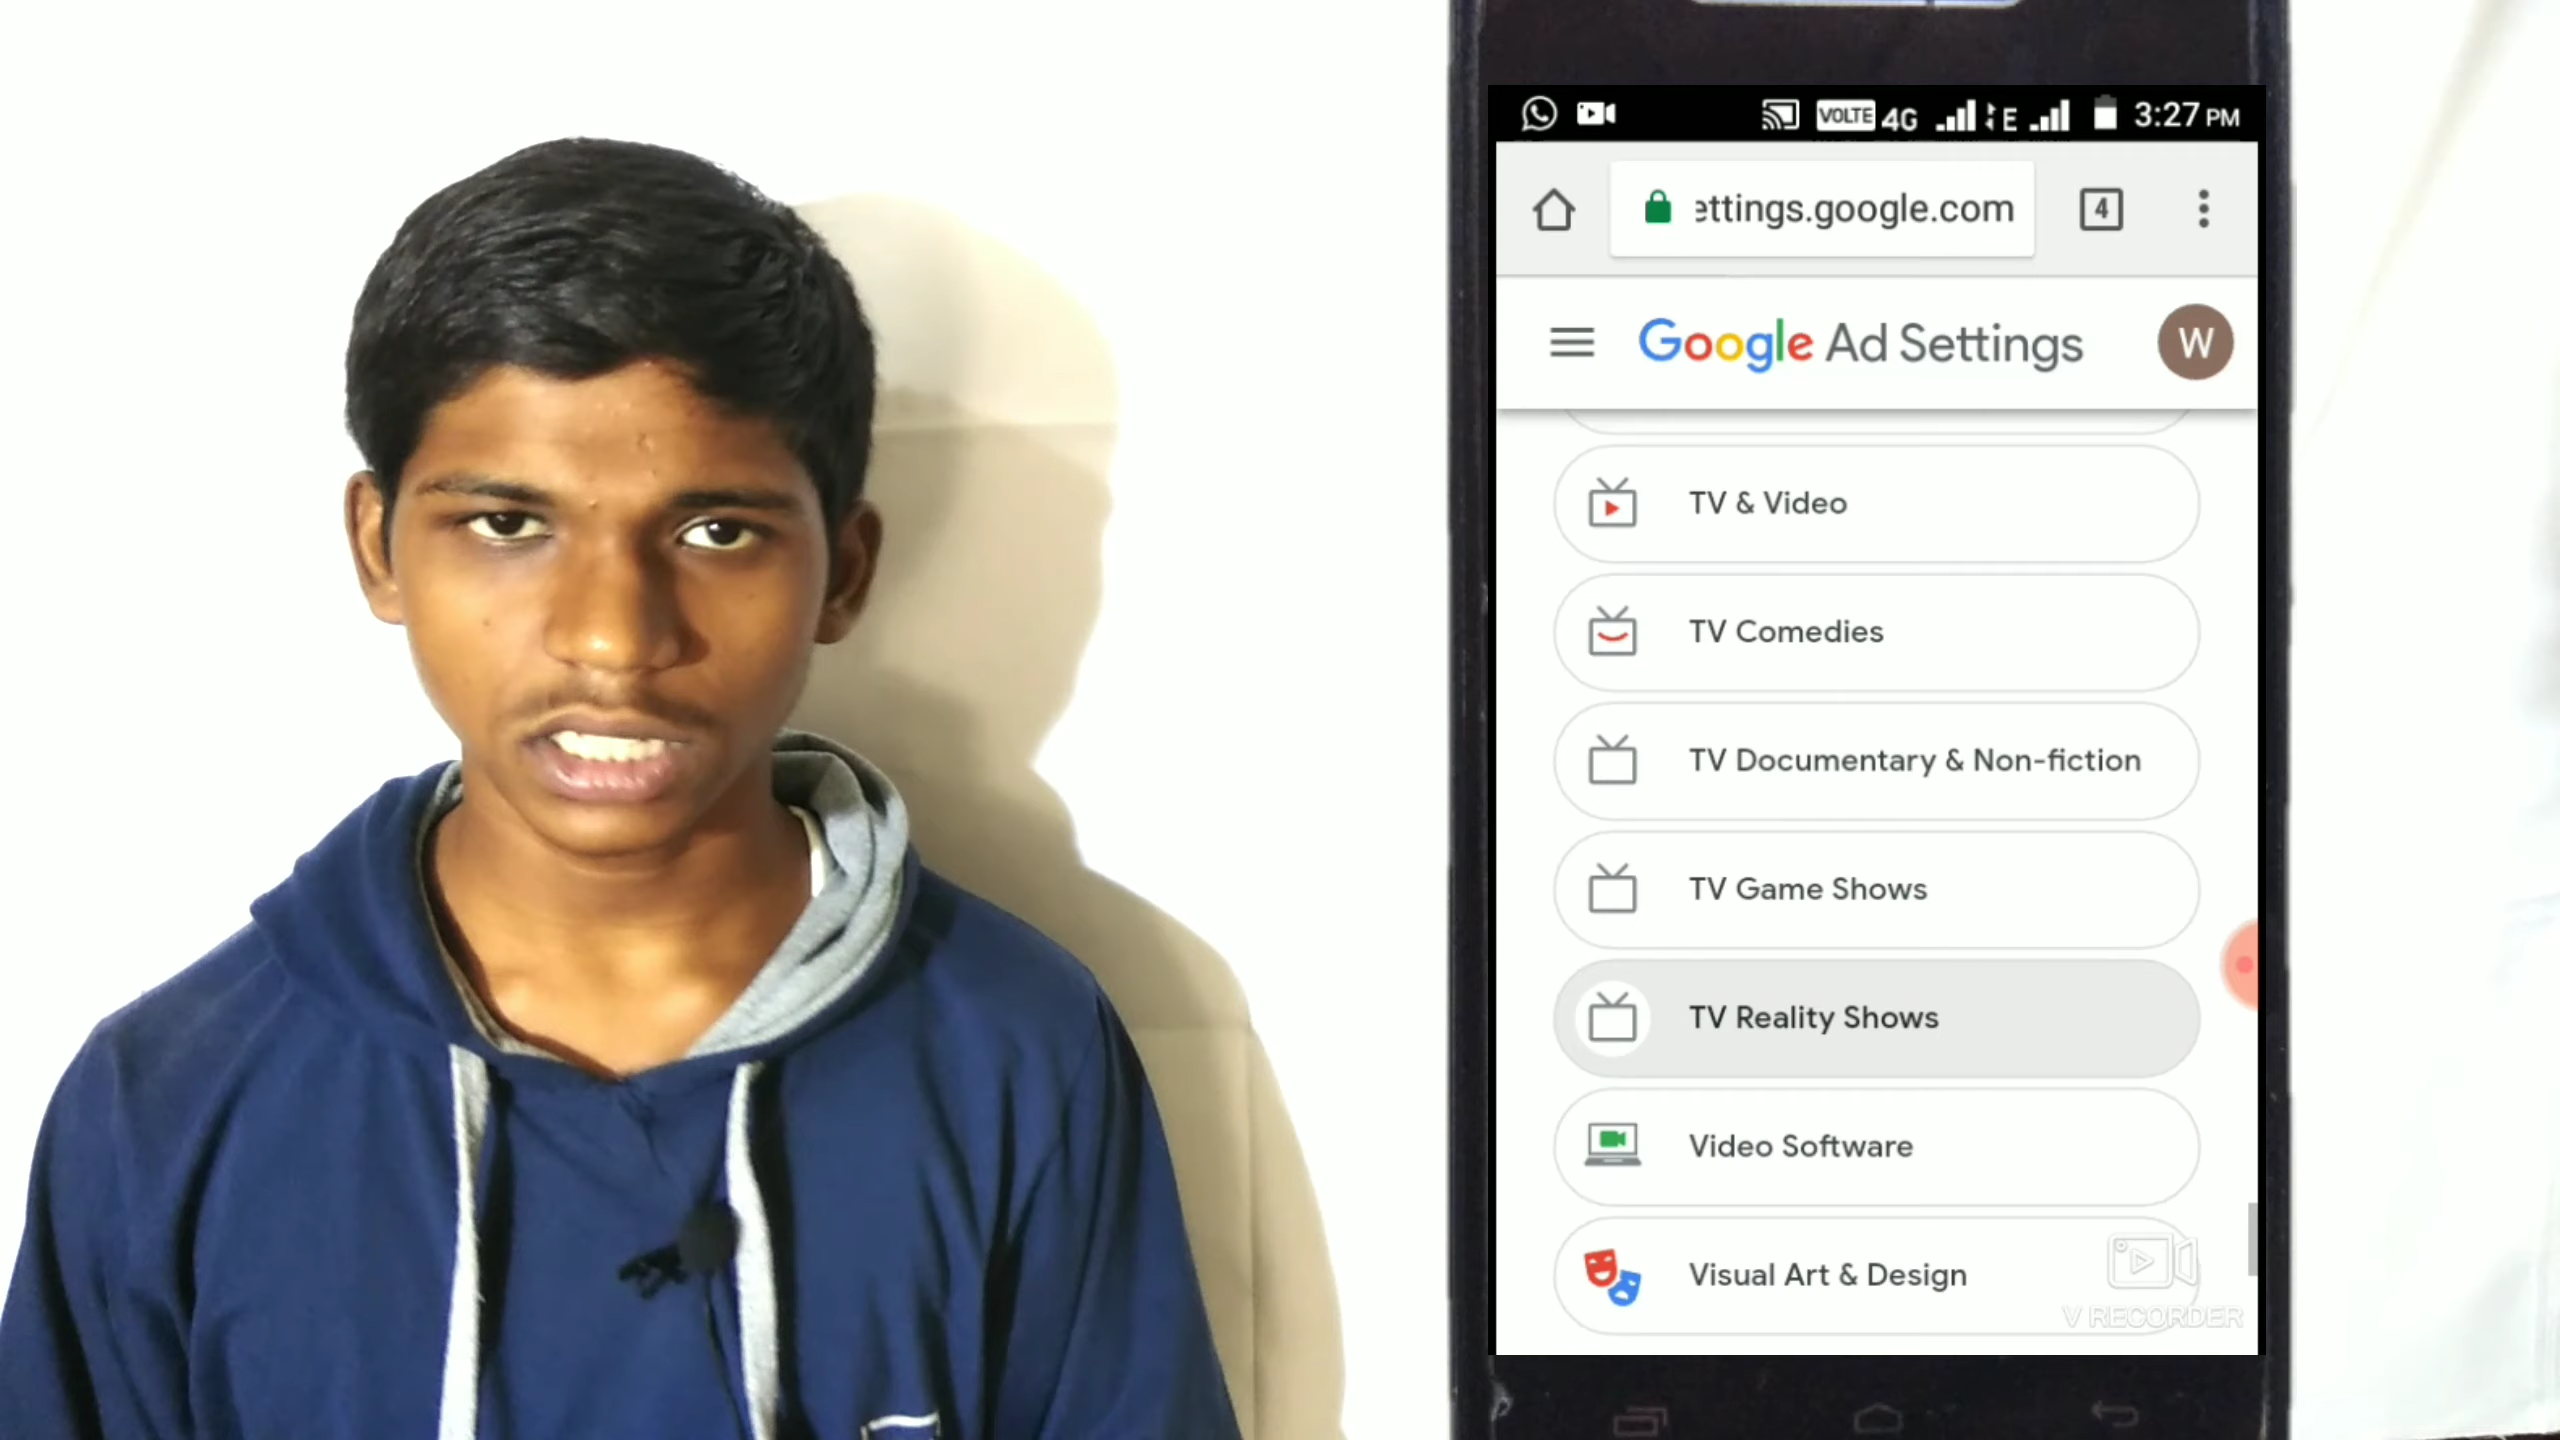 VOLTE 4G E 3:27 PM
ettings.google.com 4
Google Ad Settings W
TV & Video
TV Comedies
TV Documentary & Non-fiction
TV Game Shows
TV Reality Shows
Video Software
Visual Art & Design
V RECORDER